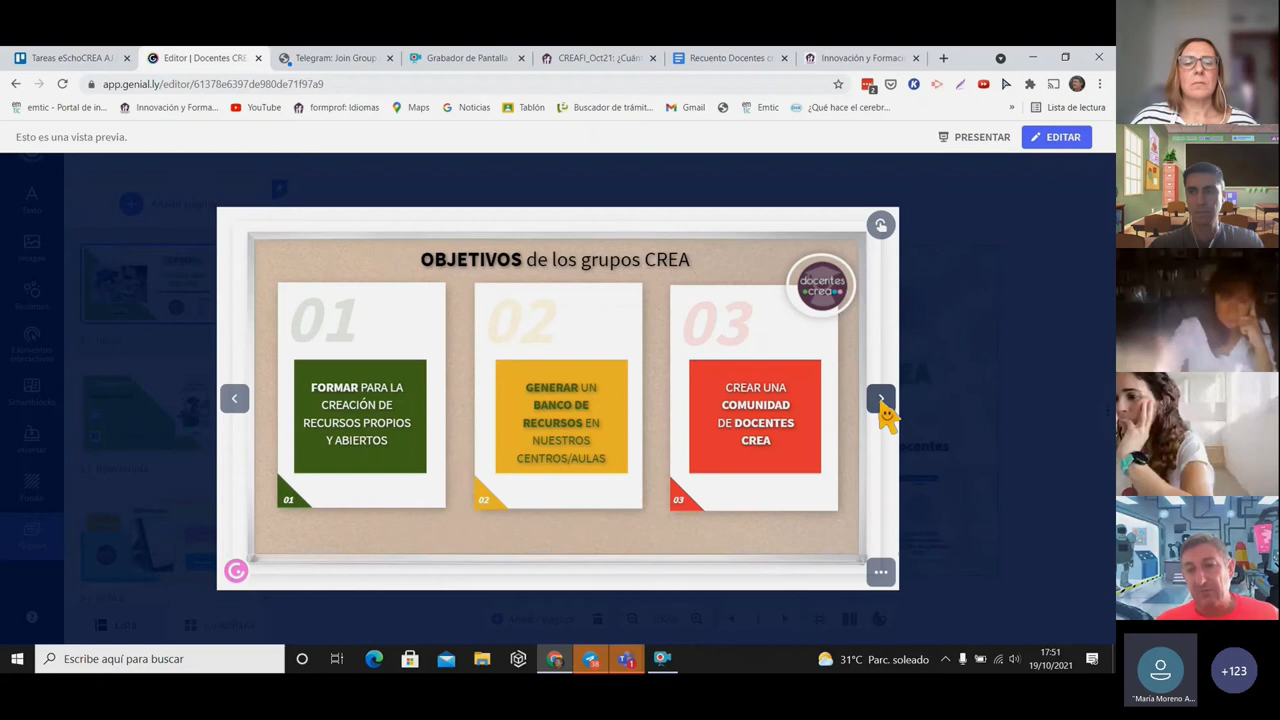 Tareas eSchoCREA AJ
Editor | Docentes CRE
Telegram: Join Group
Grabador de Pantalla
CREAFI_Oct21: ¿Cuán
Recuento Docentes c
Innovación y Formaci
app.genial.ly/editor/61378e6397de980de71f97a9
emtic - Portal de in...
Innovación y Forma...
YouTube
formprof: Idiomas
Maps
Noticias
Tablón
Buscador de trámit...
Gmail
Emtic
¿Qué hace el cerebr...
»
Lista de lectura
Esto es una vista previa.
PRESENTAR
EDITAR
OBJETIVOS de los grupos CREA
docentes
crea
01
FORMAR PARA LA
CREACIÓN DE
RECURSOS PROPIOS
Y ABIERTOS
01
02
GENERAR UN
BANCO DE
RECURSOS EN
NUESTROS
CENTROS/AULAS
02
03
CREAR UNA
COMUNIDAD
DE DOCENTES
CREA
03
Escribe aquí para buscar
31°C Parc. soleado
17:51
19/10/2021
"María Moreno A...
+123